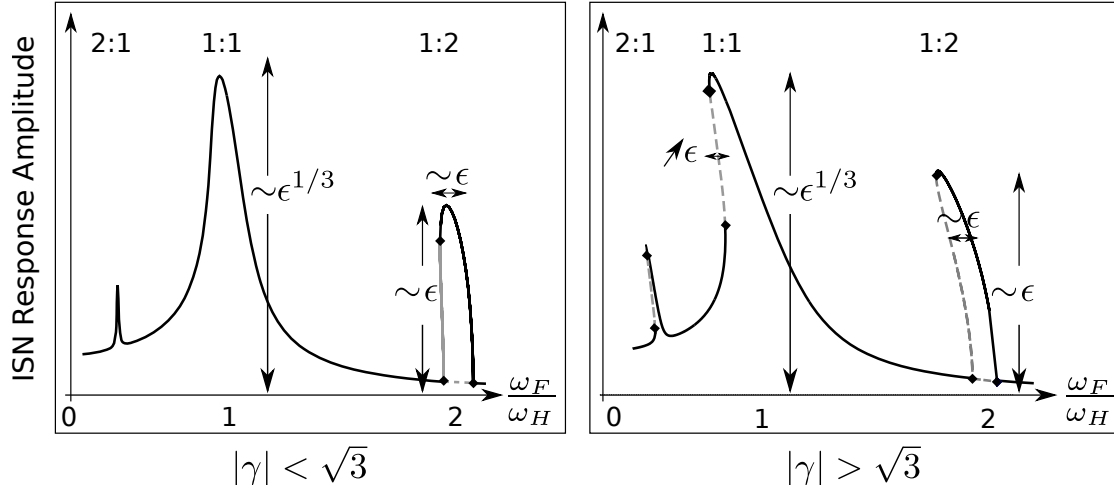 ISN Response Amplitude
2:1 1:1 1:2
∼ϵ^{1/3}
∼ϵ
∼ϵ
0 1 2
ω_F/ω_H
|γ| < √3
2:1 1:1 1:2
ϵ
∼ϵ^{1/3}
∼ϵ
∼ϵ
0 1 2
ω_F/ω_H
|γ| > √3